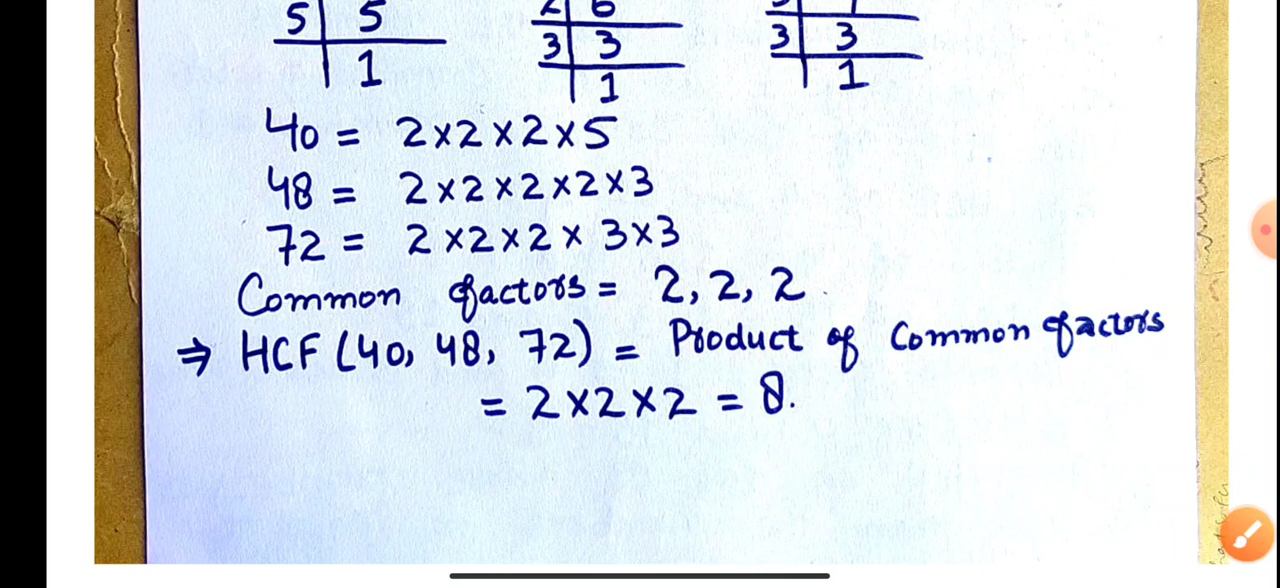 5 5
2 6
3 3
3 3
1
1
1
40 = 2×2×2×5
48 = 2×2×2×2×3
72 = 2×2×2×3×3
Common factors = 2, 2, 2.
⇒ HCF (40, 48, 72) = Product of Common factors
= 2×2×2 = 8.